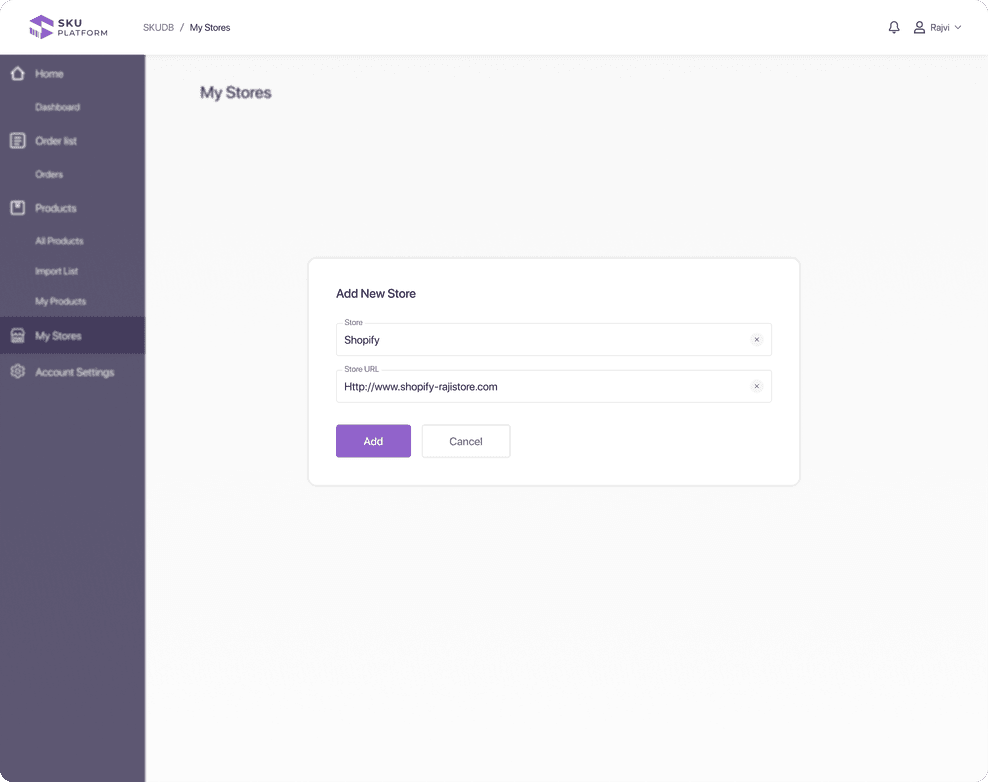 SKU
PLATFORM
SKUDB / My Stores
Rajvi
Home
Dashboard
Order list
Orders
Products
All Products
Import List
My Products
My Stores
Account Settings
My Stores
Add New Store
Store
Shopify
Store URL
Http://www.shopify-rajistore.com
Add
Cancel